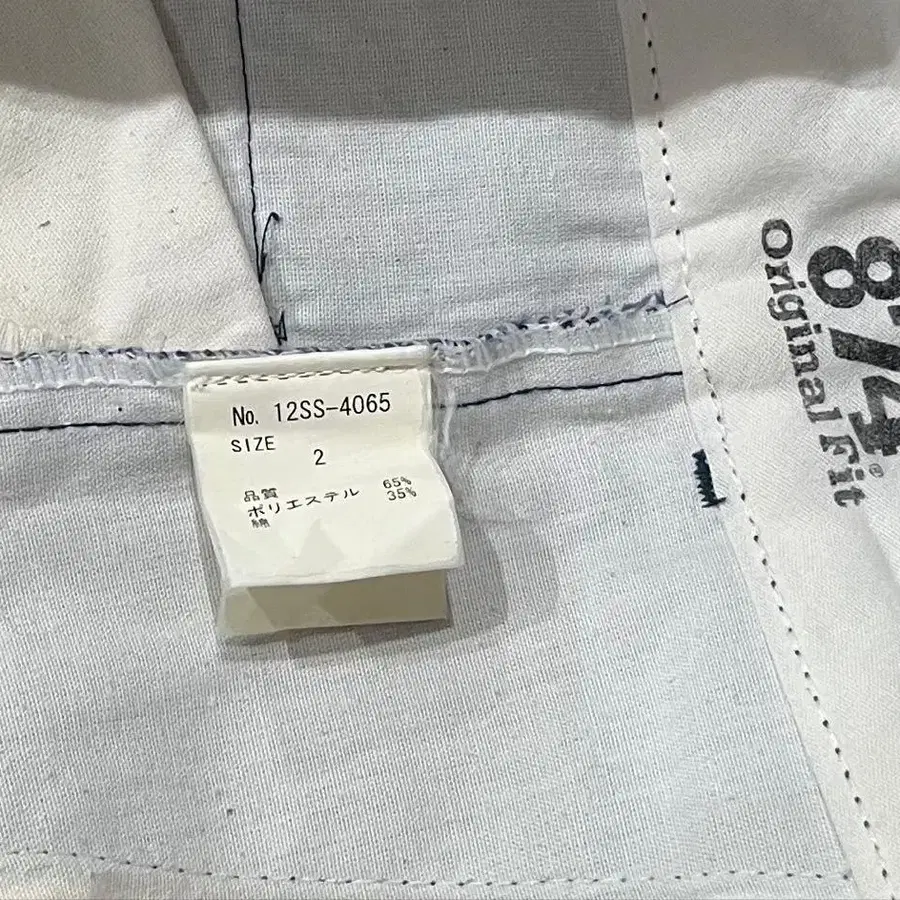 No. 12SS-4065
SIZE
2
品質
ポリエステル 65%
綿 35%
874®
Original Fit